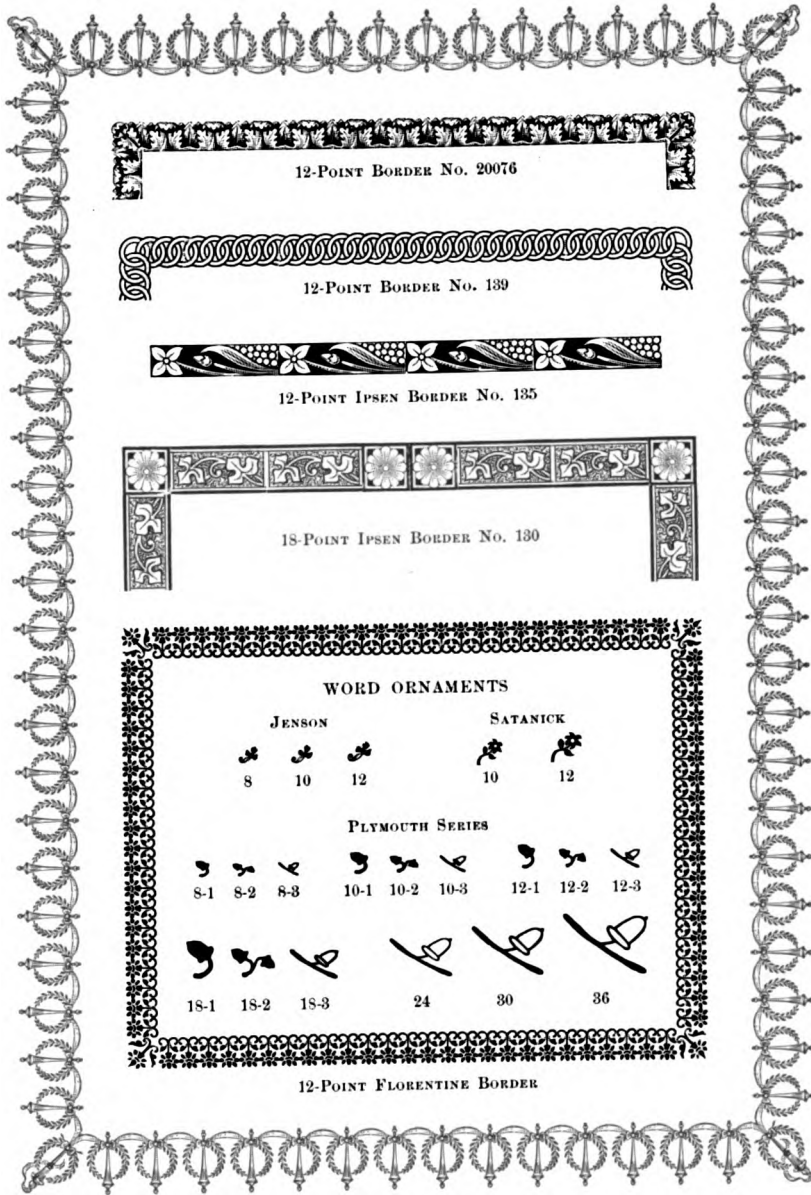 12-Point Border No. 20076
12-Point Border No. 139
12-Point Ipsen Border No. 135
18-Point Ipsen Border No. 130
WORD ORNAMENTS
Jenson Satanick
8 10 12 10 12
Plymouth Series
8-1 8-2 8-3 10-1 10-2 10-3 12-1 12-2 12-3
18-1 18-2 18-3 24 30 36
12-Point Florentine Border